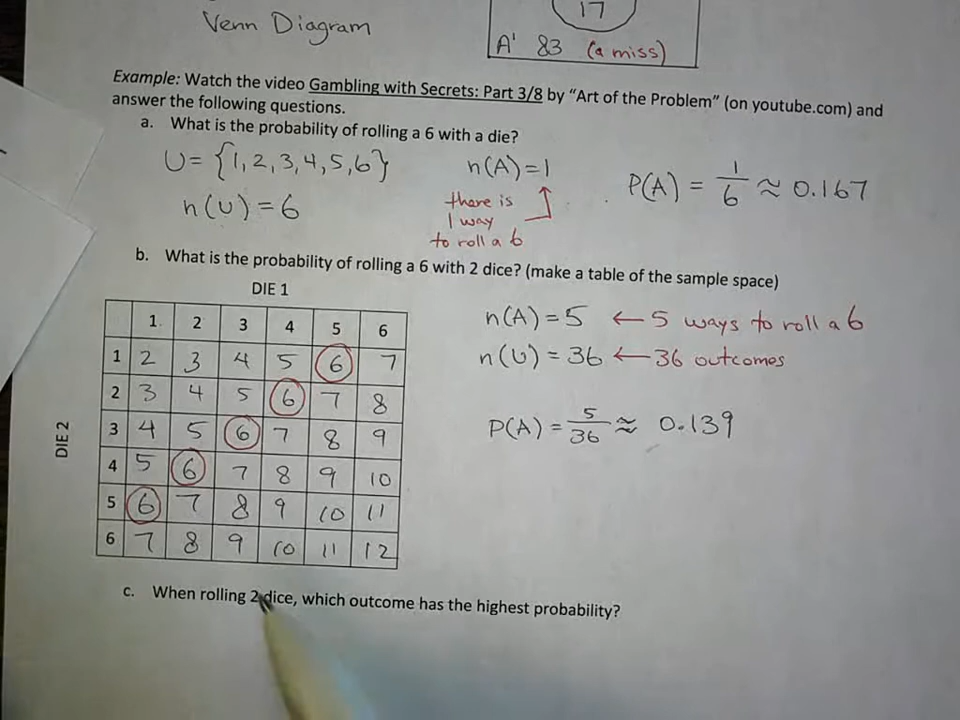 Venn Diagram
17
A' 83 (a miss)
Example: Watch the video Gambling with Secrets: Part 3/8 by "Art of the Problem" (on youtube.com) and
answer the following questions.
a. What is the probability of rolling a 6 with a die?
U = {1, 2, 3, 4, 5, 6}
n(U) = 6
n(A) = 1
there is
1 way
to roll a 6
P(A) = 1/6 ≈ 0.167
b. What is the probability of rolling a 6 with 2 dice? (make a table of the sample space)
DIE 1
DIE 2
1 2 3 4 5 6
1 2 3 4 5 6 7
2 3 4 5 6 7 8
3 4 5 6 7 8 9
4 5 6 7 8 9 10
5 6 7 8 9 10 11
6 7 8 9 10 11 12
n(A) = 5 ← 5 ways to roll a 6
n(U) = 36 ← 36 outcomes
P(A) = 5/36 ≈ 0.139
c. When rolling 2 dice, which outcome has the highest probability?